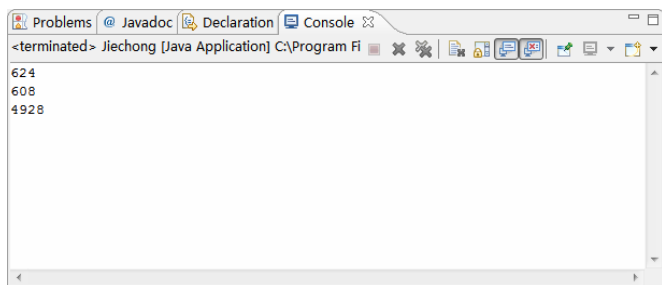 Problems @ Javadoc Declaration Console
<terminated> Jiechong [Java Application] C:\Program Fi
624
608
4928